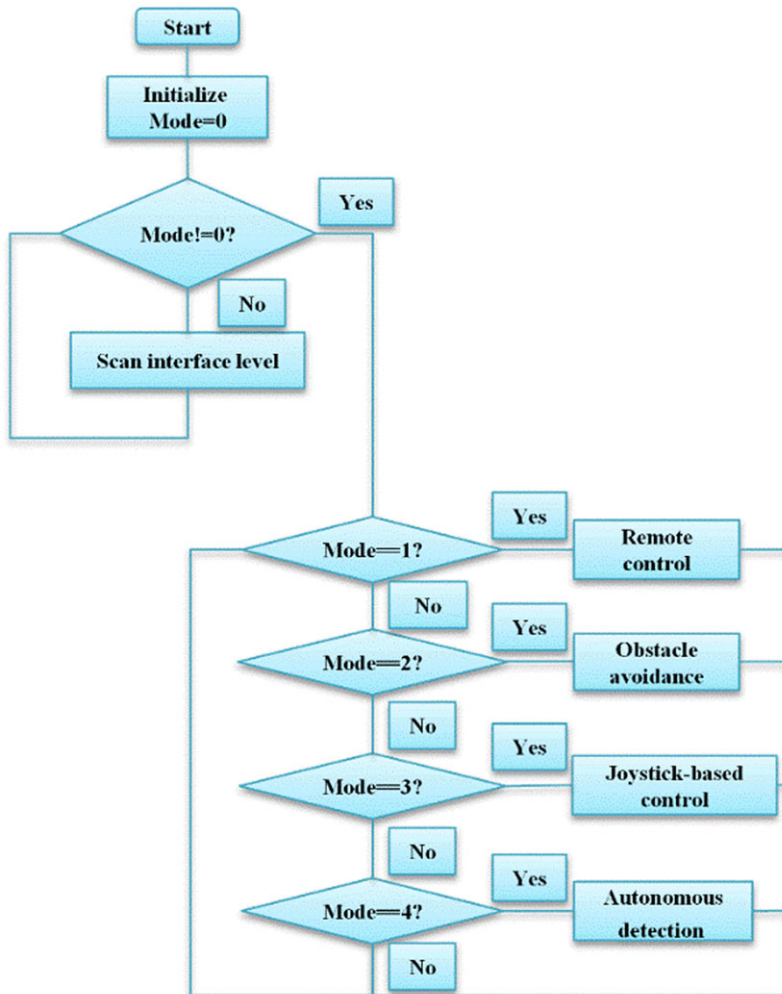 Start
Initialize
Mode=0
Yes
Mode!=0?
No
Scan interface level
Yes
Mode==1?
Remote
control
No
Yes
Mode==2?
Obstacle
avoidance
No
Yes
Mode==3?
Joystick-based
control
No
Yes
Mode==4?
Autonomous
detection
No